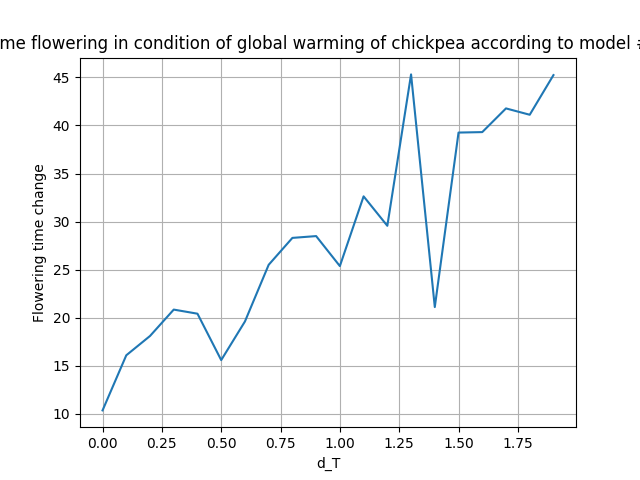 me flowering in condition of global warming of chickpea according to model #
Flowering time change
45
40
35
30
25
20
15
10
0.00 0.25 0.50 0.75 1.00 1.25 1.50 1.75
d_T